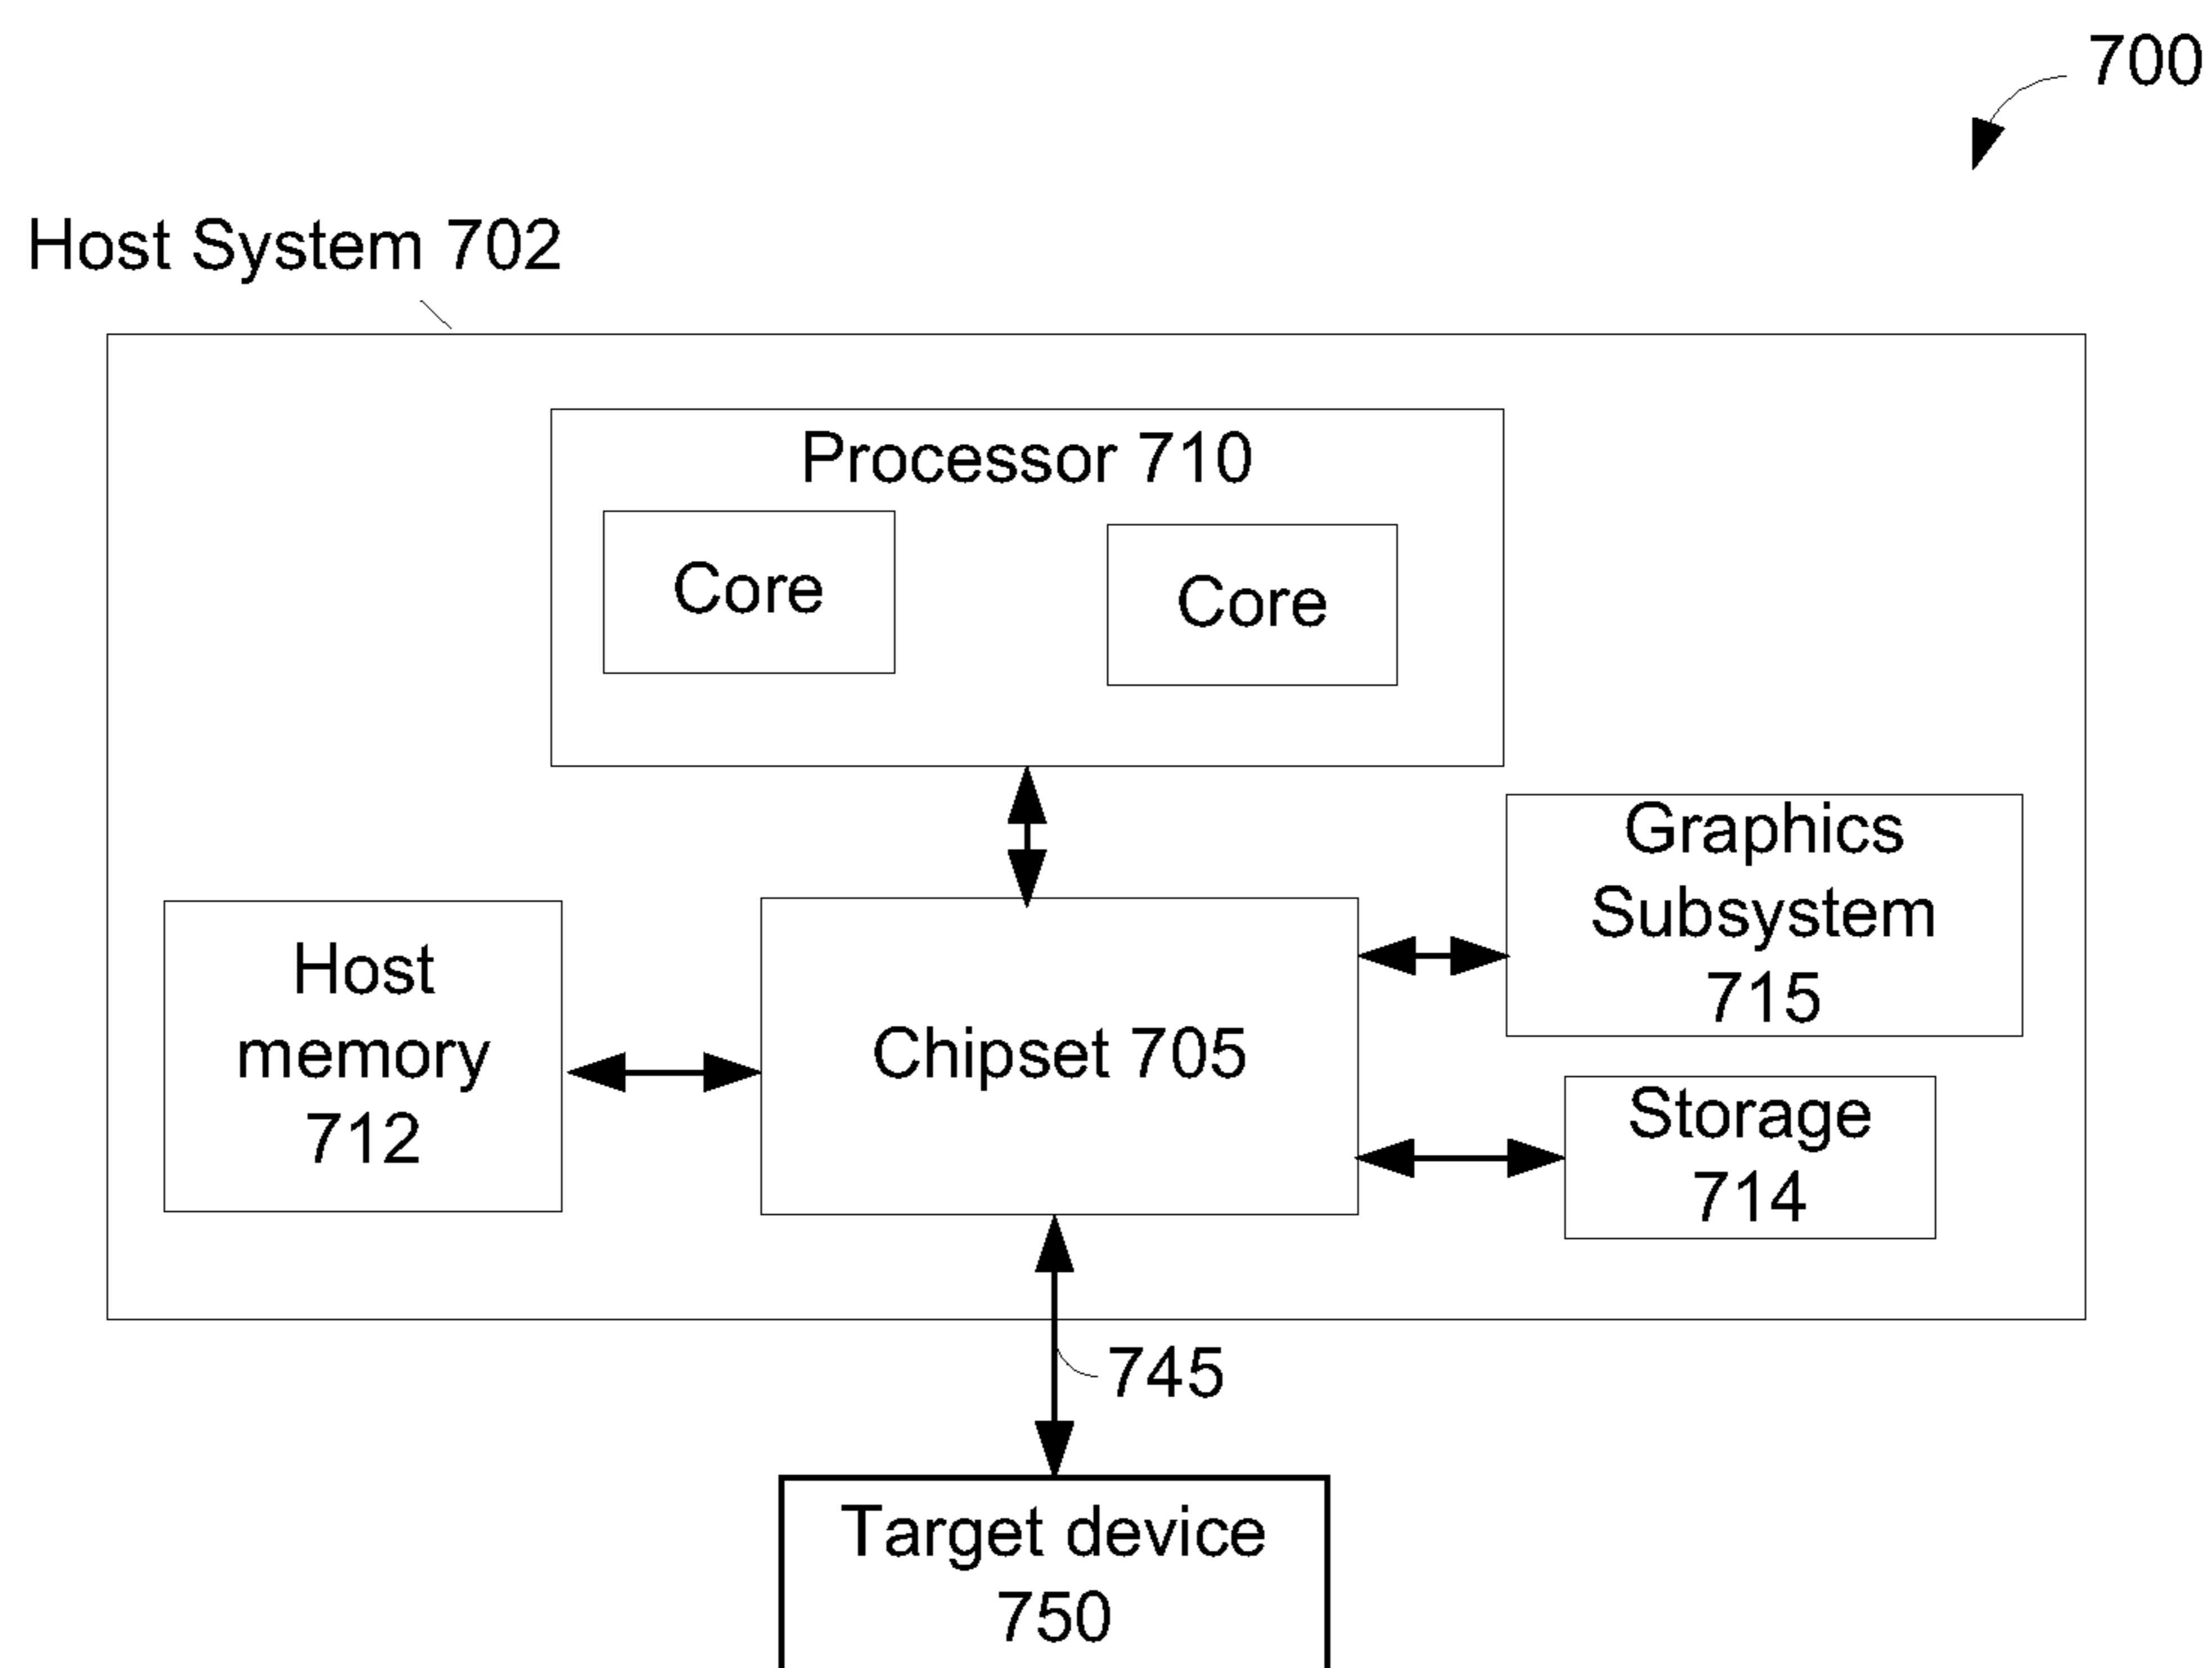 700
Host System 702
Processor 710
Core
Core
Graphics
Subsystem
715
Host
memory
712
Chipset 705
Storage
714
745
Target device
750